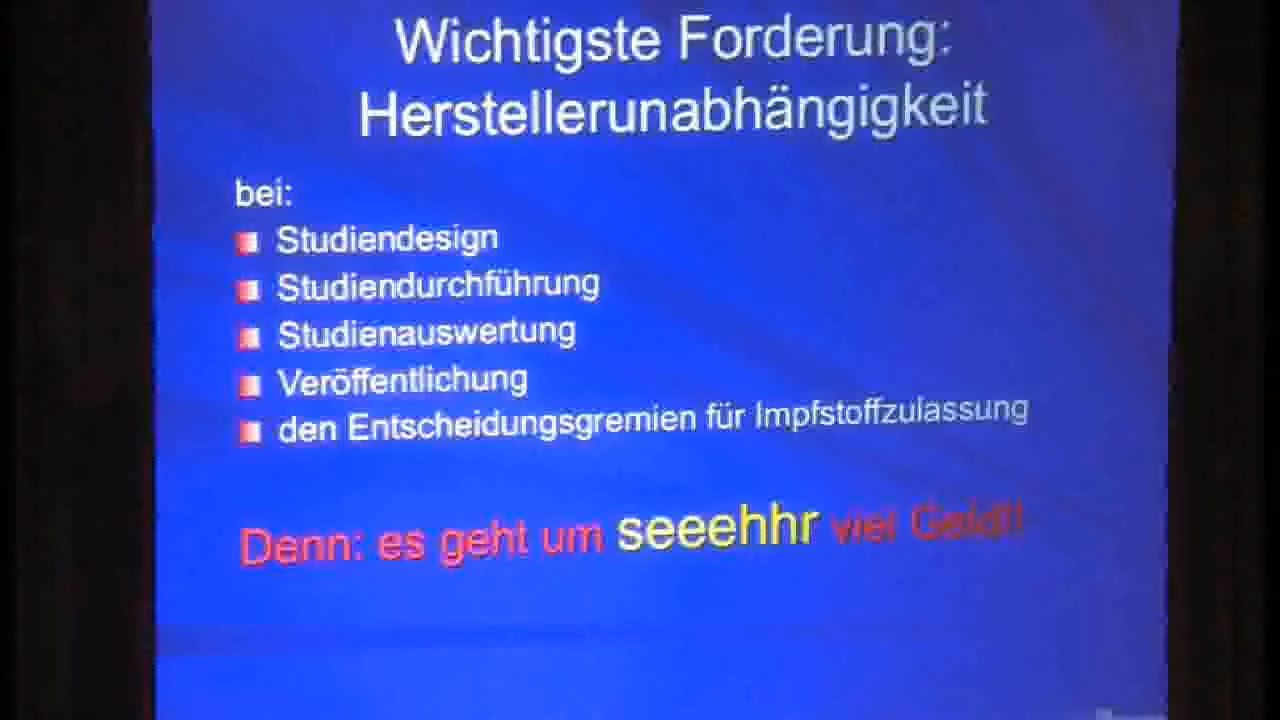 Wichtigste Forderung:
Herstellerunabhängigkeit
bei:
Studiendesign
Studiendurchführung
Studienauswertung
Veröffentlichung
den Entscheidungsgremien für Impfstoffzulassung
Denn: es geht um seeehhr viel Geld!!